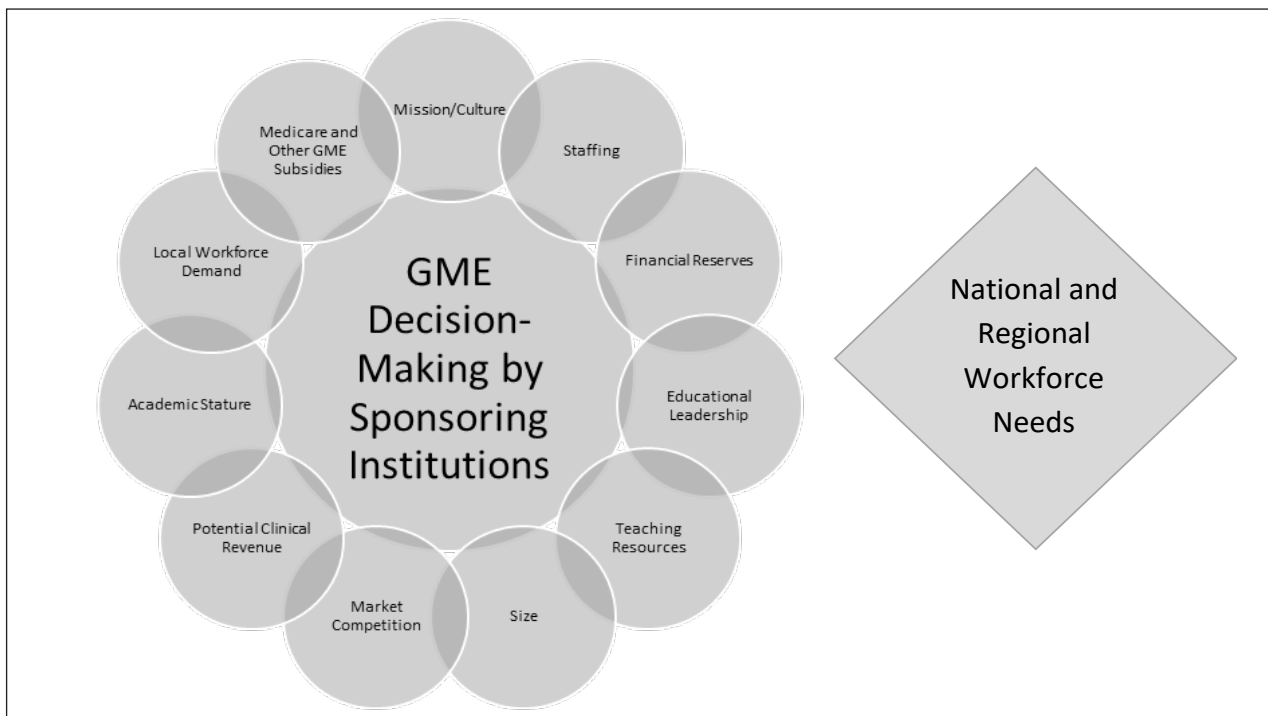 Mission/Culture
Staffing
Financial Reserves
Educational
Leadership
Teaching
Resources
Size
Market
Competition
Potential Clinical
Revenue
Academic Stature
Local Workforce
Demand
Medicare and
Other GME
Subsidies
GME
Decision-
Making by
Sponsoring
Institutions
National and
Regional
Workforce
Needs